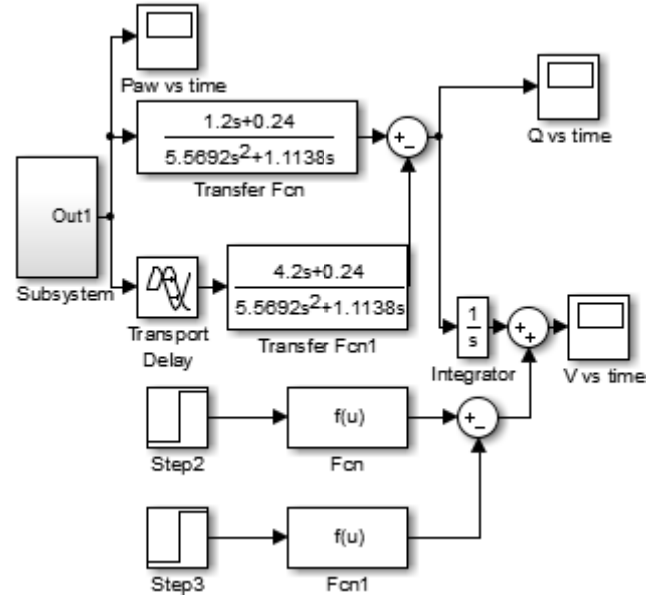 Paw vs time
1.2s+0.24
5.5692s²+1.1138s
Transfer Fcn
+
−
Q vs time
Out1
Subsystem
Transport
Delay
4.2s+0.24
5.5692s²+1.1138s
Transfer Fcn1
1
s
Integrator
+
+
V vs time
Step2
f(u)
Fcn
+
−
Step3
f(u)
Fcn1